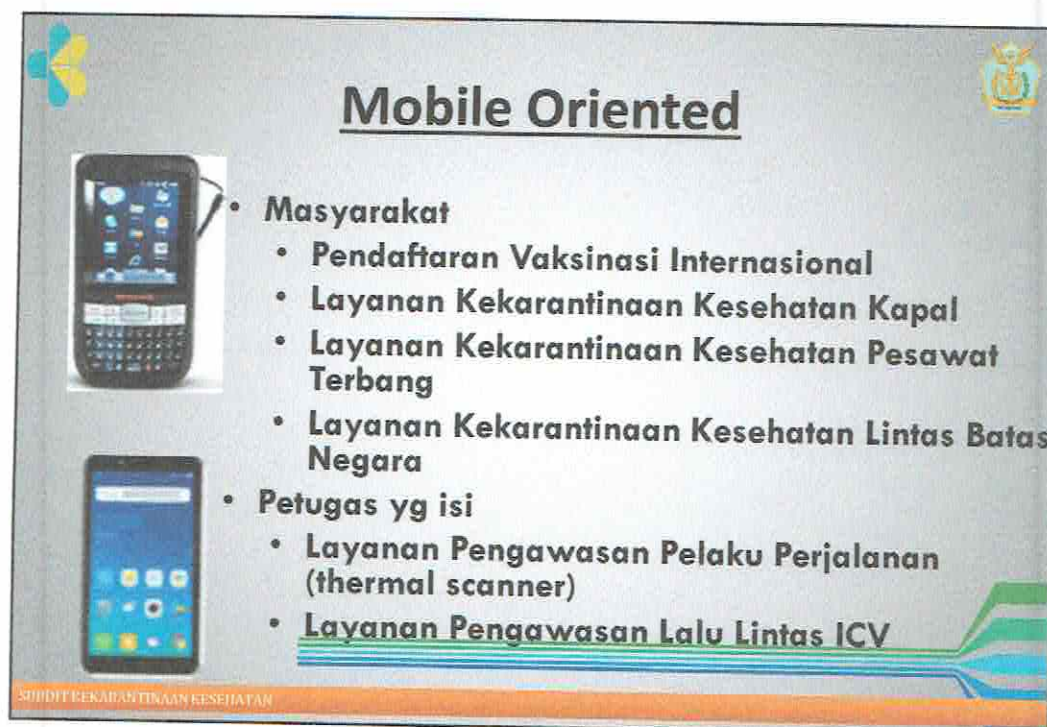 Mobile Oriented
• Masyarakat
• Pendaftaran Vaksinasi Internasional
• Layanan Kekarantinaan Kesehatan Kapal
• Layanan Kekarantinaan Kesehatan Pesawat
Terbang
• Layanan Kekarantinaan Kesehatan Lintas Batas
Negara
• Petugas yg isi
• Layanan Pengawasan Pelaku Perjalanan
(thermal scanner)
• Layanan Pengawasan Lalu Lintas ICV
SUBDIT KEKARANTINAAN KESEHATAN